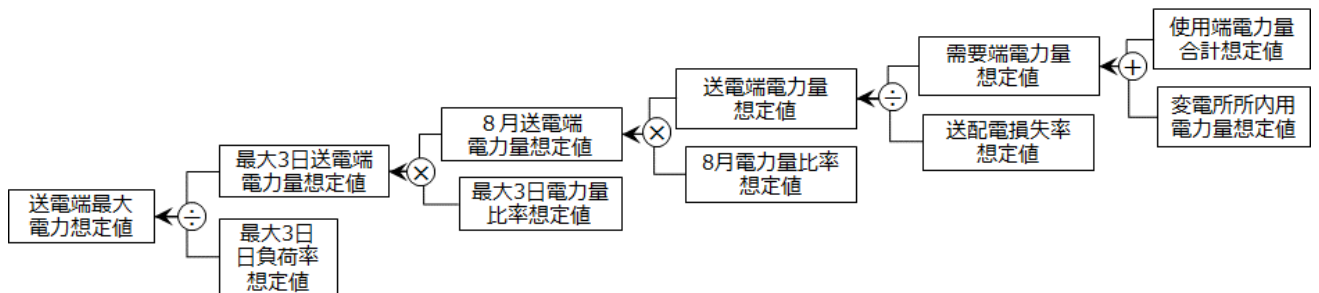 使用端電力量
合計想定値
需要端電力量
想定値
+
変電所所内用
電力量想定値
送電端電力量
想定値
÷
送配電損失率
想定値
８月送電端
電力量想定値
×
8月電力量比率
想定値
最大3日送電端
電力量想定値
×
最大3日電力量
比率想定値
送電端最大
電力想定値
÷
最大3日
日負荷率
想定値